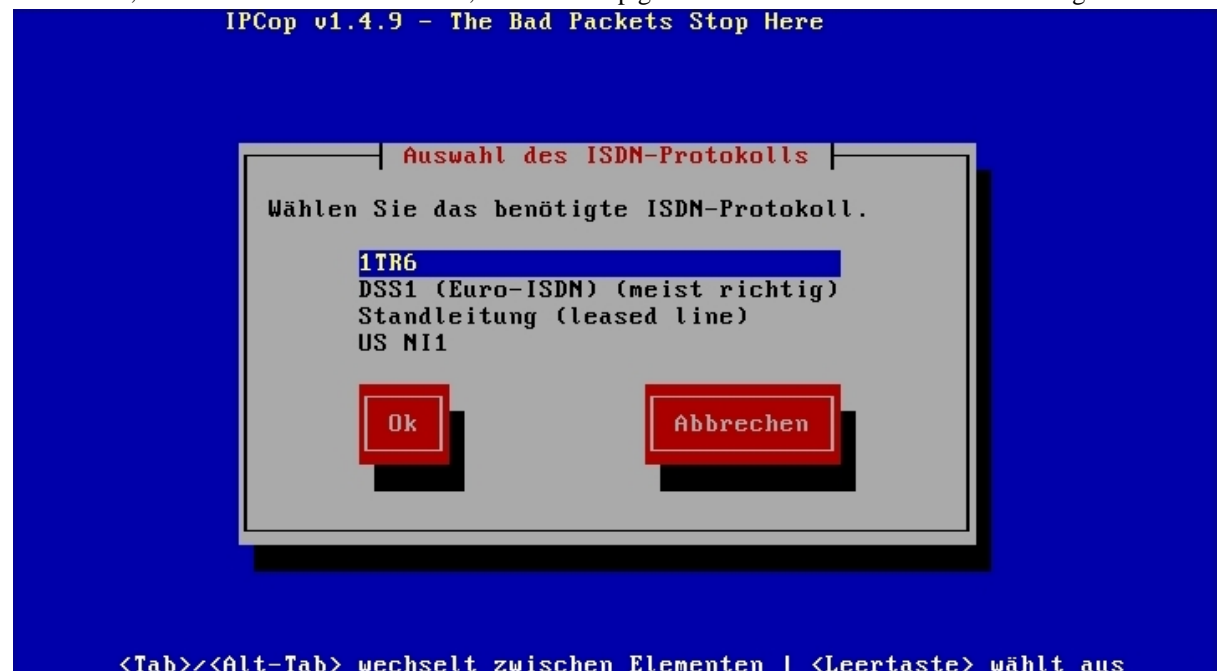 IPCop v1.4.9 - The Bad Packets Stop Here
Auswahl des ISDN-Protokolls
Wählen Sie das benötigte ISDN-Protokoll.
1TR6
DSS1 (Euro-ISDN) (meist richtig)
Standleitung (leased line)
US NI1
Ok Abbrechen
<Tab>/<Alt-Tab> wechselt zwischen Elementen | <Leertaste> wählt aus